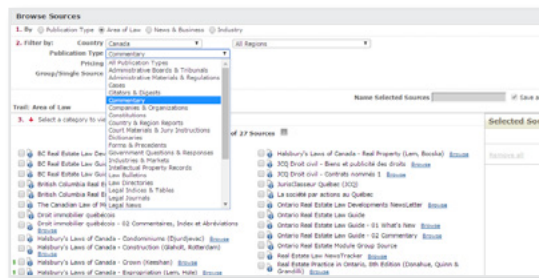 Browse Sources
1. By Publication Type Area of Law News & Business Industry
2. Filter by: Country Canada All Regions
Publication Type Commentary
Pricing All Publication Types
Group/Single Source Administrative Boards & Tribunals
Administrative Materials & Regulations
Cases
Citators & Digests
Commentary
Companies & Organizations
Constitutions
Country & Region Reports
Court Materials & Jury Instructions
Dictionaries
Forms & Precedents
Government Questions & Responses
Industries & Markets
Intellectual Property Records
Law Bulletins
Law Directories
Legal Indices & Tables
Legal Journals
Legal News
Name Selected Sources Save a
Trail: Area of Law
3. Select a category to vie
of 27 Sources
Selected Sou
Remove all
BC Real Estate Law Dev
BC Real Estate Law Gui
BC Real Estate Law Gui
British Columbia Real E
British Columbia Real E
The Canadian Law of M
Droit immobilier québécois
Droit immobilier québécois - 02 Commentaires, Index et Abréviations
Browse
Halsbury's Laws of Canada - Condominiums (Djurdjevac) Browse
Halsbury's Laws of Canada - Construction (Glaholt, Rotterdam)
Browse
Halsbury's Laws of Canada - Crown (Keeshan) Browse
Halsbury's Laws of Canada - Expropriation (Lem, Mole) Browse
Halsbury's Laws of Canada - Real Property (Lem, Bosska) Browse
JCQ Droit civil - Biens et publicité des droits Browse
JCQ Droit civil - Contrats nommés I Browse
JurisClasseur Québec (JCQ)
La société par actions au Québec
Ontario Real Estate Law Developments NewsLetter Browse
Ontario Real Estate Law Guide
Ontario Real Estate Law Guide - 01 What's New Browse
Ontario Real Estate Law Guide - 02 Commentary Browse
Ontario Real Estate Module Group Source
Real Estate Law NewsTracker Browse
Real Estate Practice in Ontario, 8th Edition (Donahue, Quinn &
Grandilli) Browse